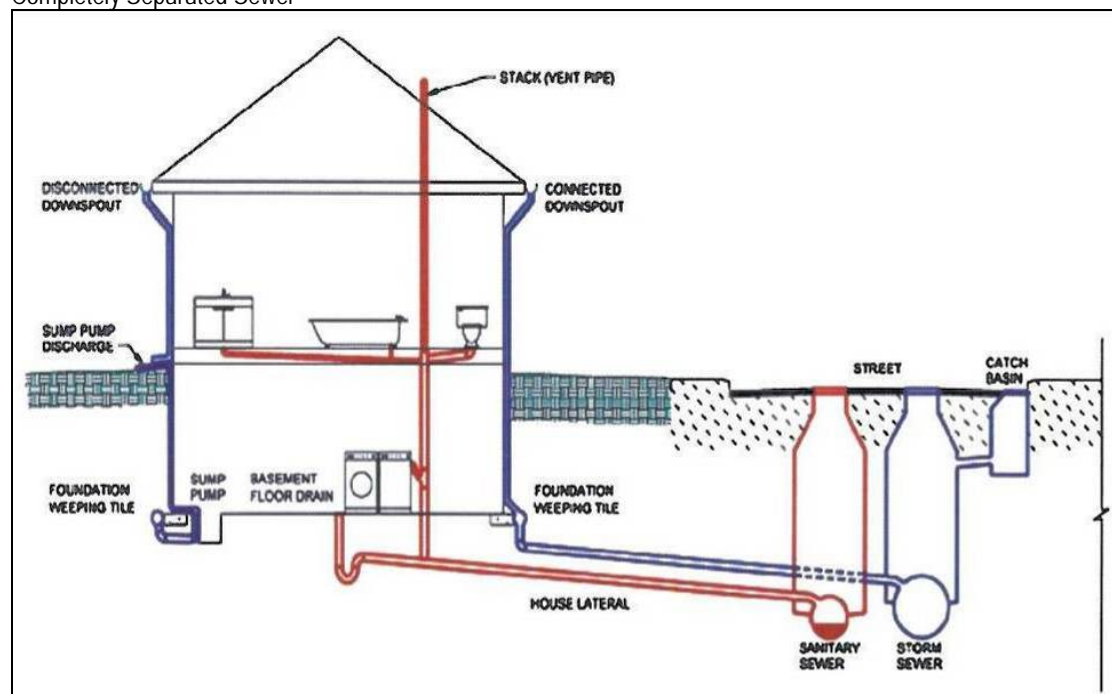 Completely Separated Sewer
STACK (VENT PIPE)
DISCONNECTED
DOWNSPOUT
CONNECTED
DOWNSPOUT
SUMP PUMP
DISCHARGE
STREET
CATCH
BASIN
FOUNDATION
WEEPING TILE
SUMP
PUMP
BASEMENT
FLOOR DRAIN
FOUNDATION
WEEPING TILE
HOUSE LATERAL
SANITARY
SEWER
STORM
SEWER